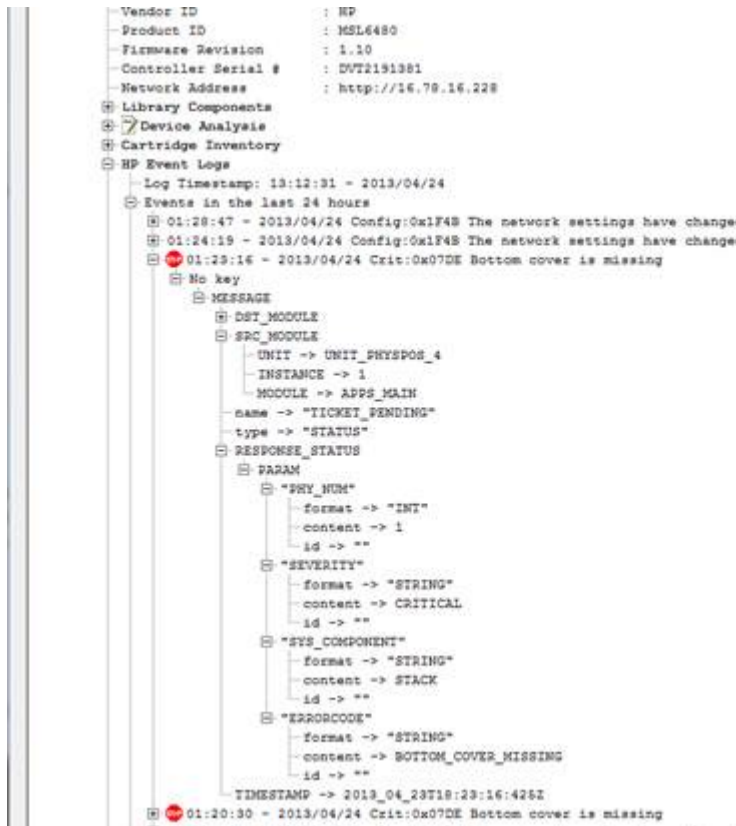 Vendor ID : HP
Product ID : MSL6480
Firmware Revision : 1.10
Controller Serial # : DVT2191381
Network Address : http://16.78.16.228
Library Components
Device Analysis
Cartridge Inventory
HP Event Logs
Log Timestamp: 13:12:31 - 2013/04/24
Events in the last 24 hours
01:28:47 - 2013/04/24 Config:0x1F4B The network settings have change
01:24:19 - 2013/04/24 Config:0x1F4B The network settings have change
01:23:16 - 2013/04/24 Crit:0x07DE Bottom cover is missing
No key
MESSAGE
DST_MODULE
SRC_MODULE
UNIT -> UNIT_PHYSPOS_4
INSTANCE -> 1
MODULE -> APPS_MAIN
name -> "TICKET_PENDING"
type -> "STATUS"
RESPONSE_STATUS
PARAM
"PHY_NUM"
format -> "INT"
content -> 1
id -> ""
"SEVERITY"
format -> "STRING"
content -> CRITICAL
id -> ""
"SYS_COMPONENT"
format -> "STRING"
content -> STACK
id -> ""
"ERRORCODE"
format -> "STRING"
content -> BOTTOM_COVER_MISSING
id -> ""
TIMESTAMP -> 2013_04_23T18:23:16:425Z
01:20:30 - 2013/04/24 Crit:0x07DE Bottom cover is missing